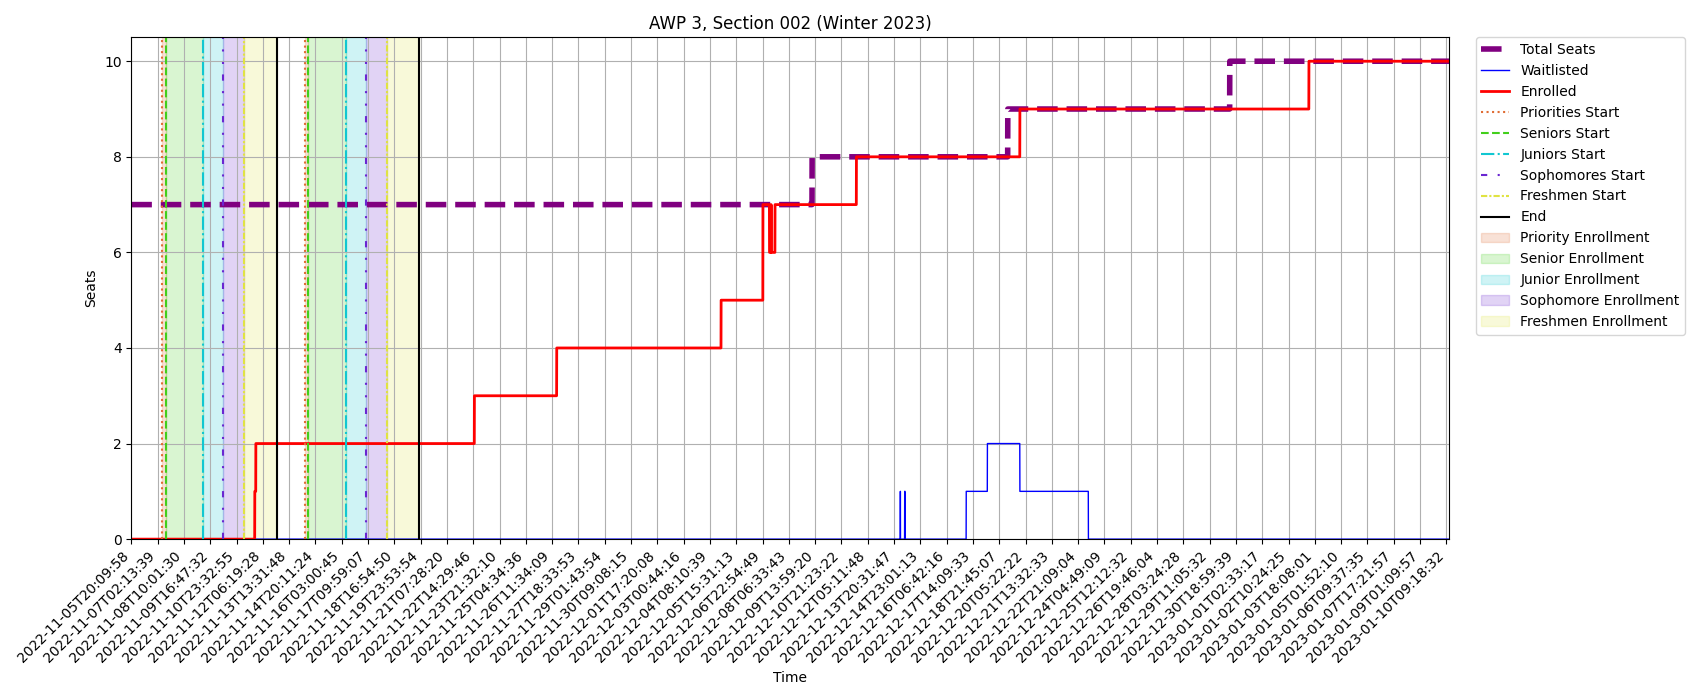 AWP 3, Section 002 (Winter 2023)
Seats
10
8
6
4
2
0
2022-11-05T20:09:58
2022-11-07T02:13:39
2022-11-08T10:01:30
2022-11-09T16:47:32
2022-11-10T23:32:55
2022-11-12T06:19:28
2022-11-13T13:31:48
2022-11-14T20:11:24
2022-11-16T03:00:45
2022-11-17T09:59:07
2022-11-18T16:54:50
2022-11-19T23:53:54
2022-11-21T07:28:20
2022-11-22T14:29:46
2022-11-23T21:32:10
2022-11-25T04:34:36
2022-11-26T11:34:09
2022-11-27T18:33:53
2022-11-29T01:43:54
2022-11-30T09:08:15
2022-12-01T17:20:08
2022-12-03T00:44:16
2022-12-04T08:10:39
2022-12-05T15:31:13
2022-12-06T22:54:49
2022-12-08T06:33:43
2022-12-09T13:59:20
2022-12-10T21:23:22
2022-12-12T05:11:48
2022-12-13T20:31:47
2022-12-14T23:01:13
2022-12-16T06:42:16
2022-12-17T14:09:33
2022-12-18T21:45:07
2022-12-20T05:22:22
2022-12-21T13:32:33
2022-12-22T21:09:04
2022-12-24T04:49:09
2022-12-25T12:12:32
2022-12-26T19:46:04
2022-12-28T03:24:28
2022-12-29T11:05:32
2022-12-30T18:59:39
2023-01-01T02:33:17
2023-01-02T10:24:25
2023-01-03T18:08:01
2023-01-05T01:52:10
2023-01-06T09:37:35
2023-01-07T17:21:57
2023-01-09T01:09:57
2023-01-10T09:18:32
Time
Total Seats
Waitlisted
Enrolled
Priorities Start
Seniors Start
Juniors Start
Sophomores Start
Freshmen Start
End
Priority Enrollment
Senior Enrollment
Junior Enrollment
Sophomore Enrollment
Freshmen Enrollment